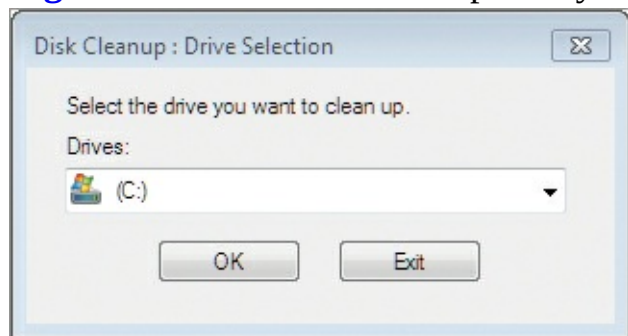 Disk Cleanup : Drive Selection
Select the drive you want to clean up.
Drives:
(C:)
OK Exit